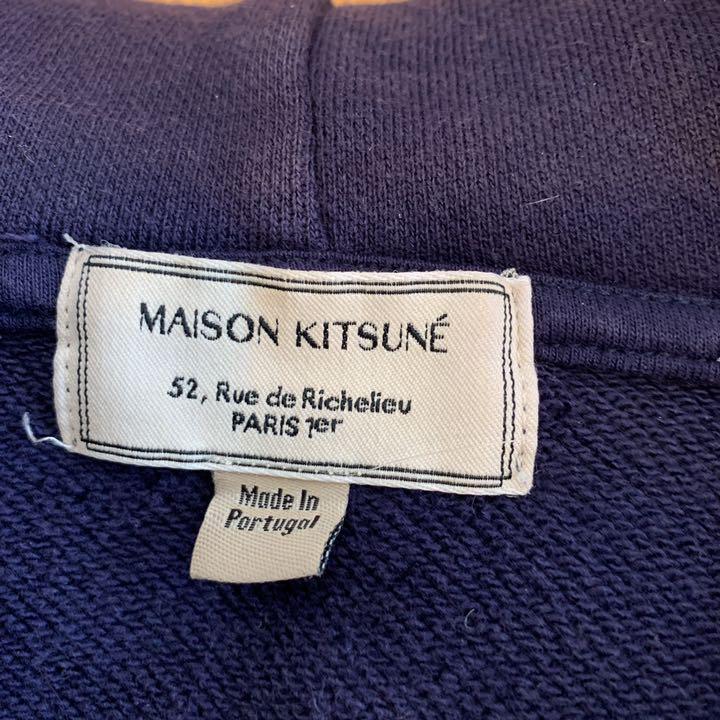 MAISON KITSUNÉ
52, Rue de Richelieu
PARIS 1er
Made In
Portugal